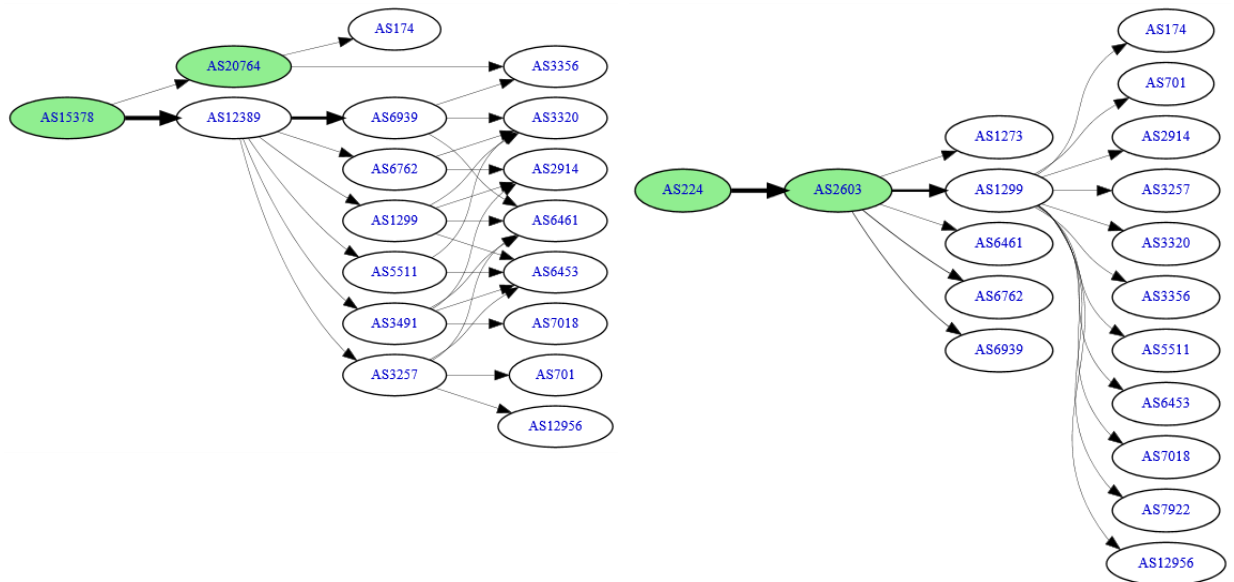 AS15378
AS20764
AS12389
AS174
AS6939
AS6762
AS1299
AS5511
AS3491
AS3257
AS3356
AS3320
AS2914
AS6461
AS6453
AS7018
AS701
AS12956
AS224
AS2603
AS1273
AS1299
AS6461
AS6762
AS6939
AS174
AS701
AS2914
AS3257
AS3320
AS3356
AS5511
AS6453
AS7018
AS7922
AS12956